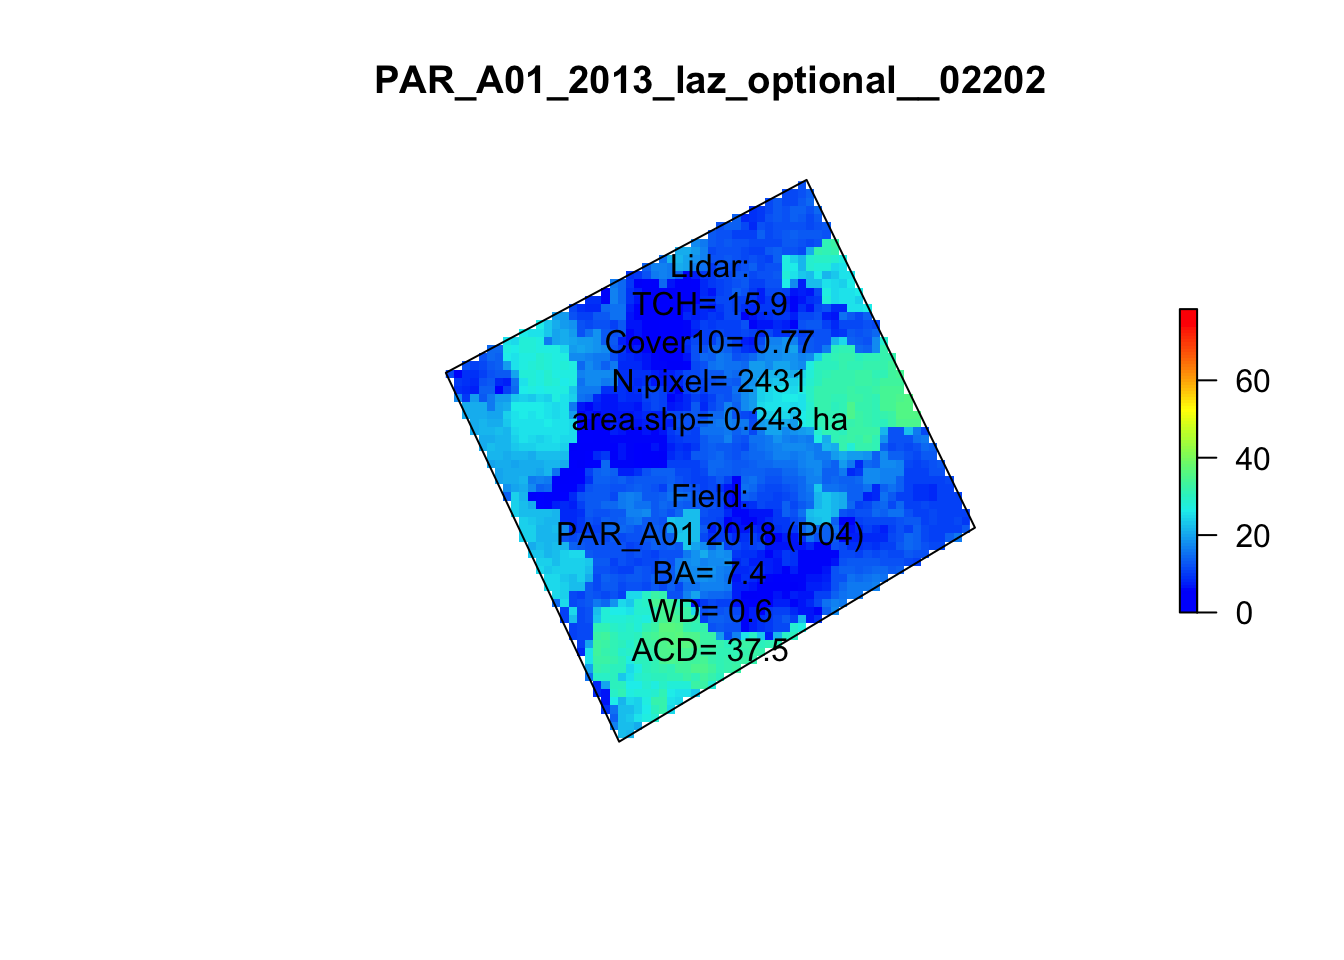 PAR_A01_2013_laz_optional__02202
Lidar:
TCH= 15.9
Cover10= 0.77
N.pixel= 2431
area.shp= 0.243 ha
Field:
PAR_A01 2018 (P04)
BA= 7.4
WD= 0.6
ACD= 37.5
60
40
20
0